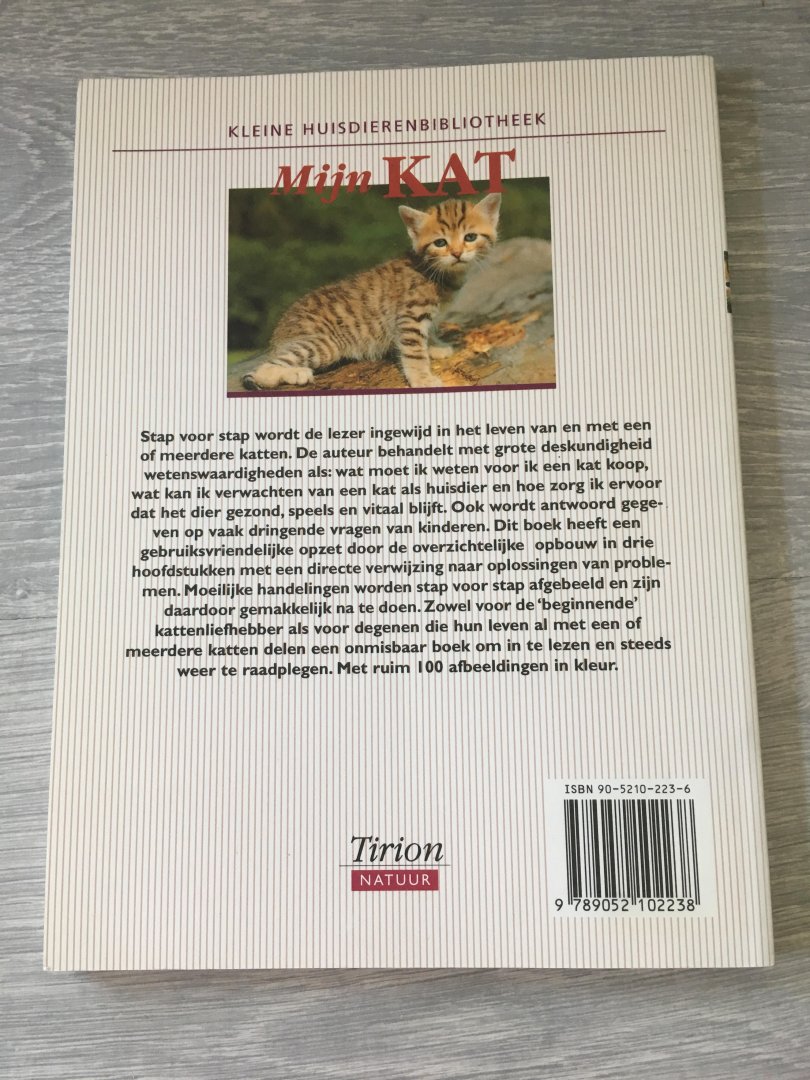 KLEINE HUISDIERENBIBLIOTHEEK
Mijn KAT
Stap voor stap wordt de lezer ingewijd in het leven van en met een
of meerdere katten. De auteur behandelt met grote deskundigheid
wetenswaardigheden als: wat moet ik weten voor ik een kat koop,
wat kan ik verwachten van een kat als huisdier en hoe zorg ik ervoor
dat het dier gezond, speels en vitaal blijft. Ook wordt antwoord gege-
ven op vaak dringende vragen van kinderen. Dit boek heeft een
gebruiksvriendelijke opzet door de overzichtelijke opbouw in drie
hoofdstukken met een directe verwijzing naar oplossingen van proble-
men. Moeilijke handelingen worden stap voor stap afgebeeld en zijn
daardoor gemakkelijk na te doen. Zowel voor de ‘beginnende’
kattenliefhebber als voor degenen die hun leven al met een of
meerdere katten delen een onmisbaar boek om in te lezen en steeds
weer te raadplegen. Met ruim 100 afbeeldingen in kleur.
ISBN 90-5210-223-6
9 789052 102238
Tirion
NATUUR